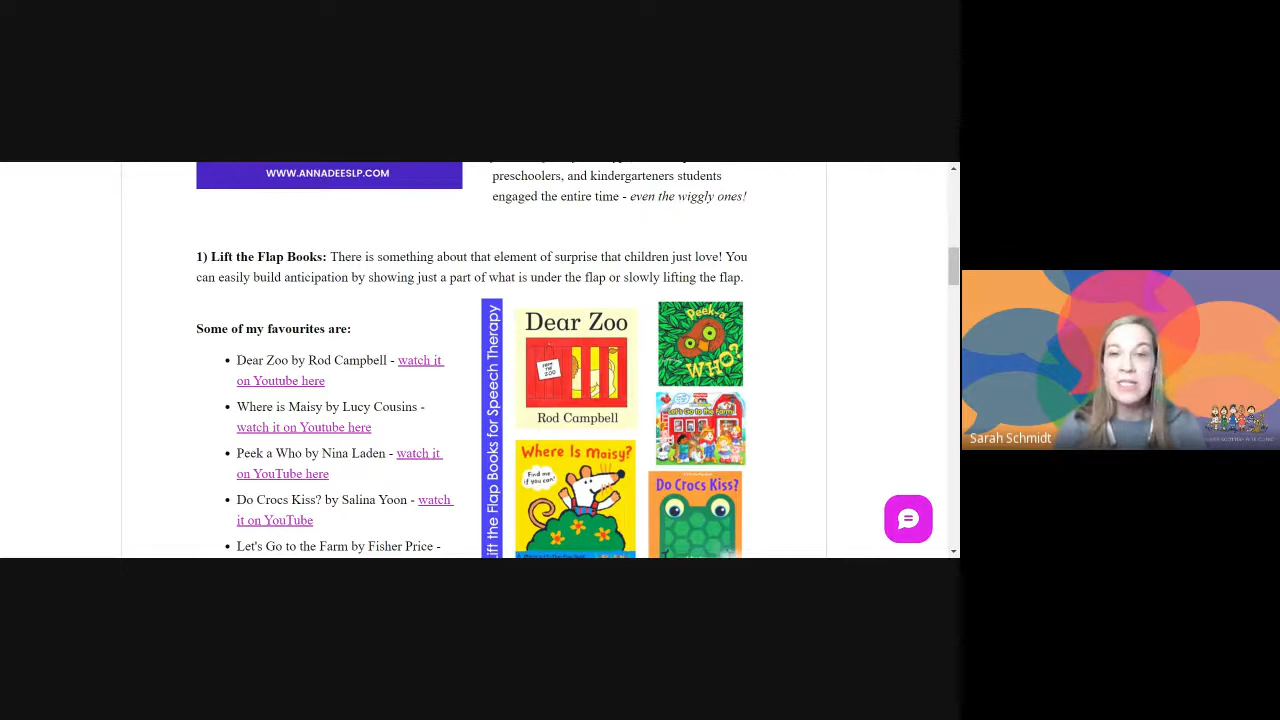 WWW.ANNADEESLP.COM
preschoolers, and kindergarteners students
engaged the entire time - even the wiggly ones!
1) Lift the Flap Books: There is something about that element of surprise that children just love! You
can easily build anticipation by showing just a part of what is under the flap or slowly lifting the flap.
Some of my favourites are:
• Dear Zoo by Rod Campbell - watch it
on Youtube here
• Where is Maisy by Lucy Cousins -
watch it on Youtube here
• Peek a Who by Nina Laden - watch it
on YouTube here
• Do Crocs Kiss? by Salina Yoon - watch
it on YouTube
• Let's Go to the Farm by Fisher Price -
Lift the Flap Books for Speech Therapy
Dear Zoo
FROM THE
ZOO
Rod Campbell
Peek-a
WHO?
Let's Go to the Farm!
Where Is Maisy?
Find me
if you can!
Do Crocs Kiss?
Sarah Schmidt